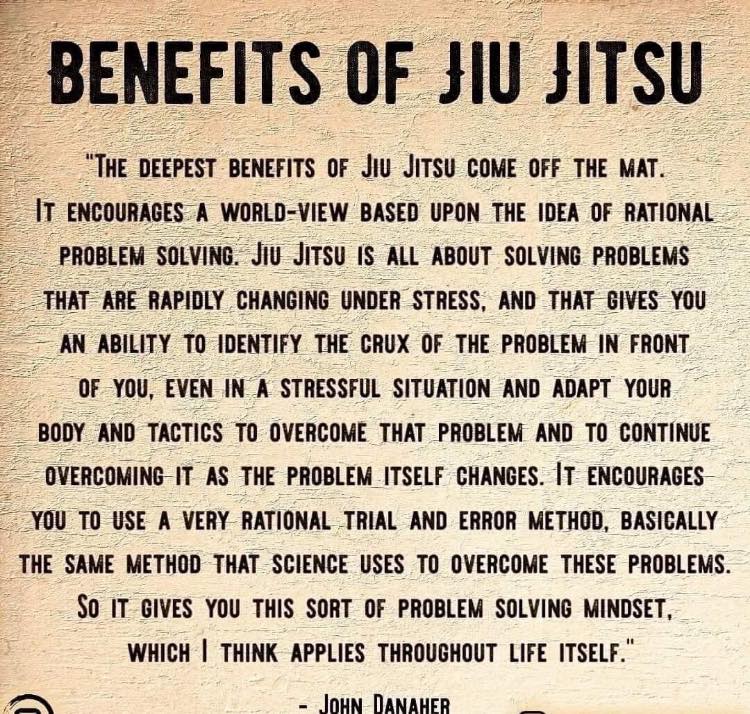 BENEFITS OF JIU JITSU
"THE DEEPEST BENEFITS OF JIU JITSU COME OFF THE MAT.
IT ENCOURAGES A WORLD-VIEW BASED UPON THE IDEA OF RATIONAL
PROBLEM SOLVING. JIU JITSU IS ALL ABOUT SOLVING PROBLEMS
THAT ARE RAPIDLY CHANGING UNDER STRESS, AND THAT GIVES YOU
AN ABILITY TO IDENTIFY THE CRUX OF THE PROBLEM IN FRONT
OF YOU, EVEN IN A STRESSFUL SITUATION AND ADAPT YOUR
BODY AND TACTICS TO OVERCOME THAT PROBLEM AND TO CONTINUE
OVERCOMING IT AS THE PROBLEM ITSELF CHANGES. IT ENCOURAGES
YOU TO USE A VERY RATIONAL TRIAL AND ERROR METHOD, BASICALLY
THE SAME METHOD THAT SCIENCE USES TO OVERCOME THESE PROBLEMS.
SO IT GIVES YOU THIS SORT OF PROBLEM SOLVING MINDSET,
WHICH I THINK APPLIES THROUGHOUT LIFE ITSELF."
- JOHN DANAHER